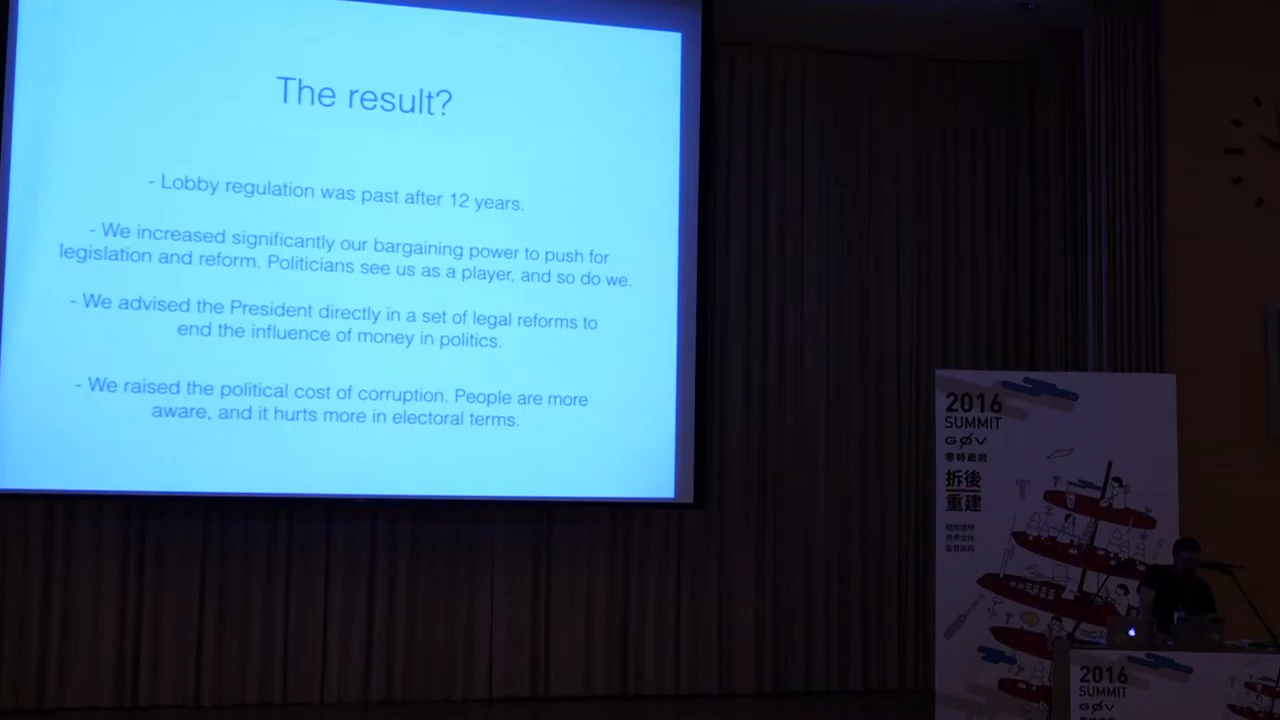 The result?
- Lobby regulation was past after 12 years.
- We increased significantly our bargaining power to push for
legislation and reform. Politicians see us as a player, and so do we.
- We advised the President directly in a set of legal reforms to
end the influence of money in politics.
- We raised the political cost of corruption. People are more
aware, and it hurts more in electoral terms.
2016
SUMMIT
GØV
零時政府
拆後
重建
2016
SUMMIT
GØV